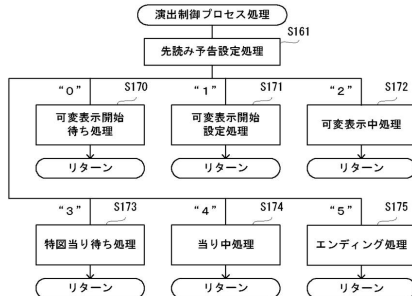 演出制御プロセス処理
S161
先読み予告設定処理
“0”
S170
“1”
S171
“2”
S172
可変表示開始
待ち処理
可変表示開始
設定処理
可変表示中処理
リターン
リターン
リターン
“3”
S173
“4”
S174
“5”
S175
特図当り待ち処理
当り中処理
エンディング処理
リターン
リターン
リターン